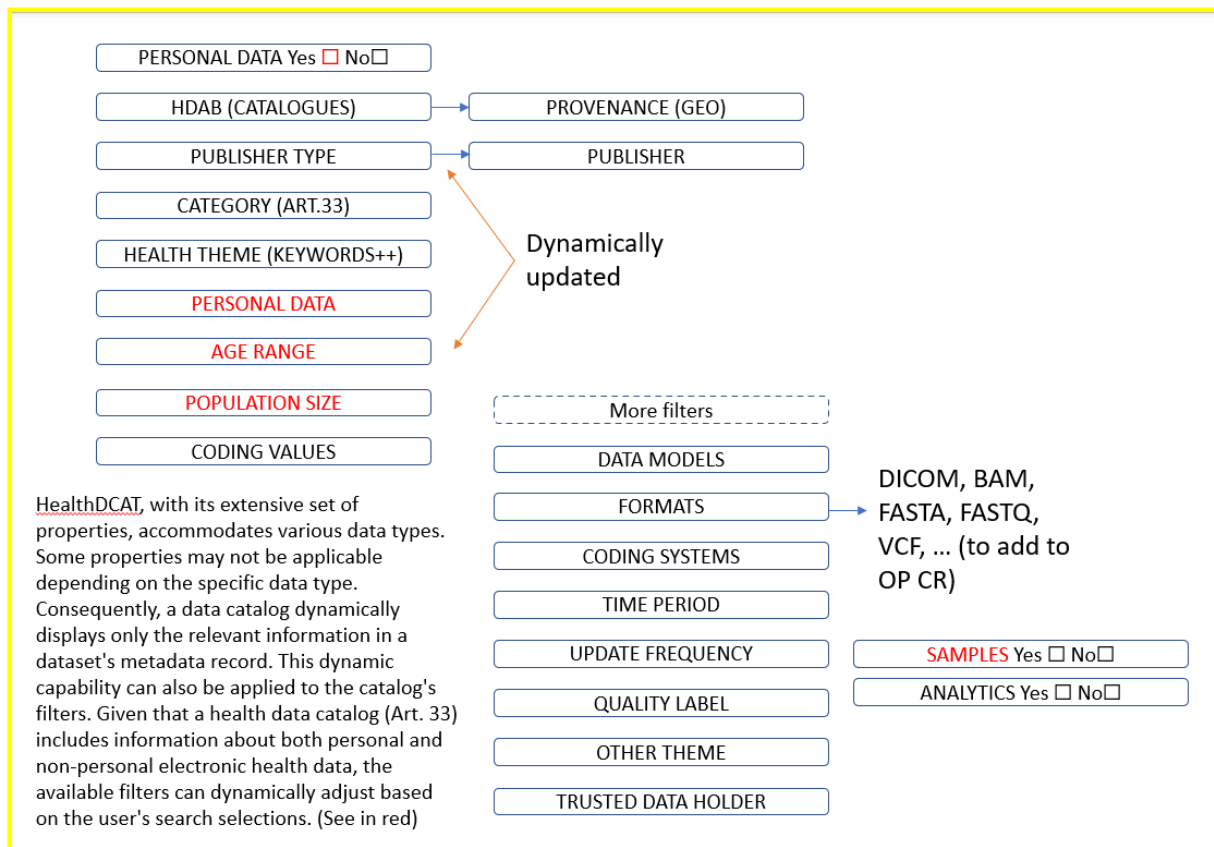 PERSONAL DATA Yes ☐ No☐
HDAB (CATALOGUES)
PROVENANCE (GEO)
PUBLISHER TYPE
PUBLISHER
CATEGORY (ART.33)
HEALTH THEME (KEYWORDS++)
Dynamically
updated
PERSONAL DATA
AGE RANGE
POPULATION SIZE
CODING VALUES
HealthDCAT, with its extensive set of
properties, accommodates various data types.
Some properties may not be applicable
depending on the specific data type.
Consequently, a data catalog dynamically
displays only the relevant information in a
dataset's metadata record. This dynamic
capability can also be applied to the catalog's
filters. Given that a health data catalog (Art. 33)
includes information about both personal and
non-personal electronic health data, the
available filters can dynamically adjust based
on the user's search selections. (See in red)
More filters
DATA MODELS
FORMATS
DICOM, BAM,
FASTA, FASTQ,
VCF, ... (to add to
OP CR)
CODING SYSTEMS
TIME PERIOD
UPDATE FREQUENCY
QUALITY LABEL
OTHER THEME
TRUSTED DATA HOLDER
SAMPLES Yes ☐ No☐
ANALYTICS Yes ☐ No☐